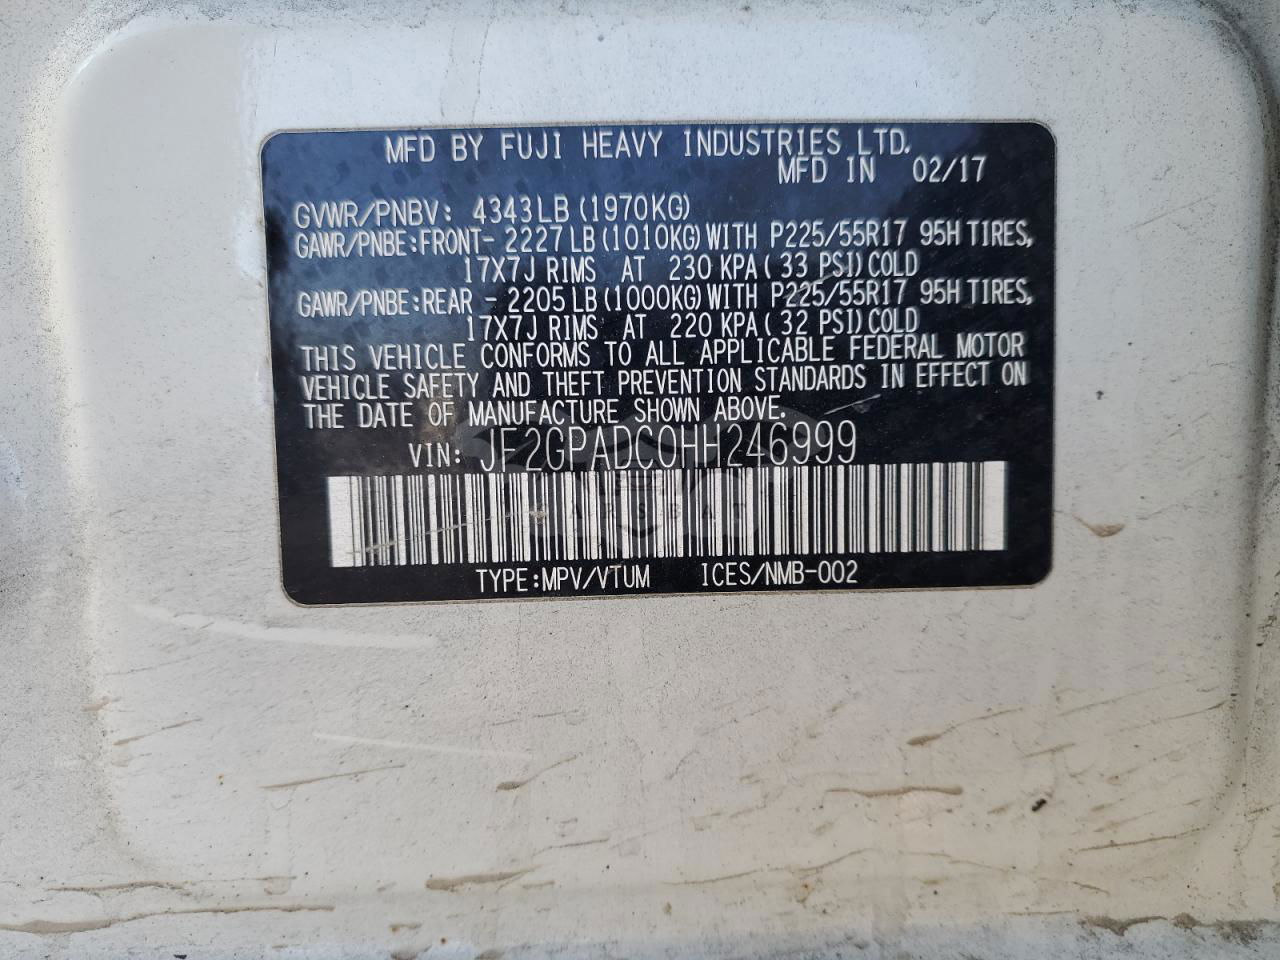 MFD BY FUJI HEAVY INDUSTRIES LTD.
MFD IN 02/17
GVWR/PNBV: 4343LB(1970KG)
GAWR/PNBE:FRONT- 2227LB(1010KG)WITH P225/55R17 95H TIRES,
17X7J RIMS AT 230 KPA(33 PSI)COLD
GAWR/PNBE:REAR - 2205LB(1000KG)WITH P225/55R17 95H TIRES,
17X7J RIMS AT 220 KPA(32 PSI)COLD
THIS VEHICLE CONFORMS TO ALL APPLICABLE FEDERAL MOTOR
VEHICLE SAFETY AND THEFT PREVENTION STANDARDS IN EFFECT ON
THE DATE OF MANUFACTURE SHOWN ABOVE.
VIN: JF2GPADC0HH246999
TYPE:MPV/VTUM ICES/NMB-002